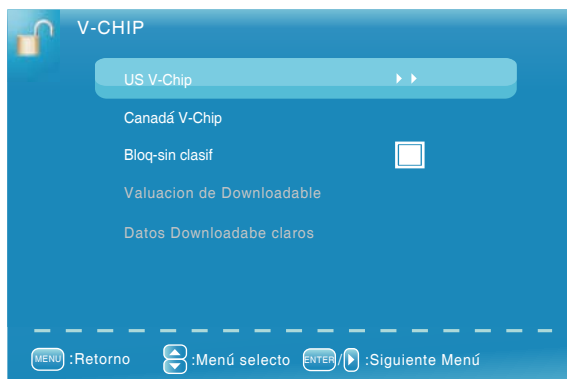 V-CHIP
US V-Chip
Canadá V-Chip
Bloq-sin clasif
Valuacion de Downloadable
Datos Downloadabe claros
MENU :Retorno :Menú selecto ENTER / :Siguiente Menú